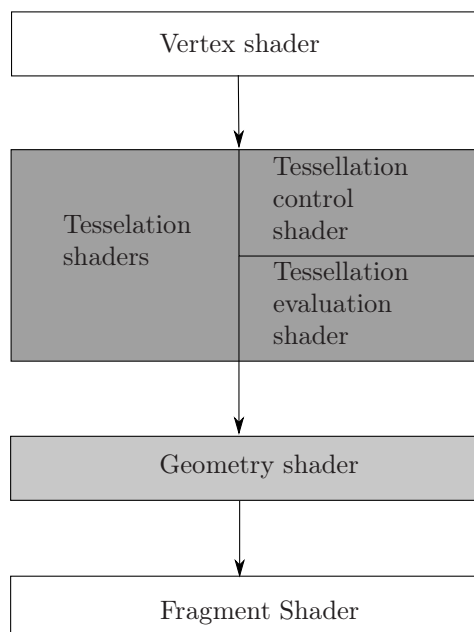 Vertex shader
Tesselation
shaders
Tessellation
control
shader
Tessellation
evaluation
shader
Geometry shader
Fragment Shader